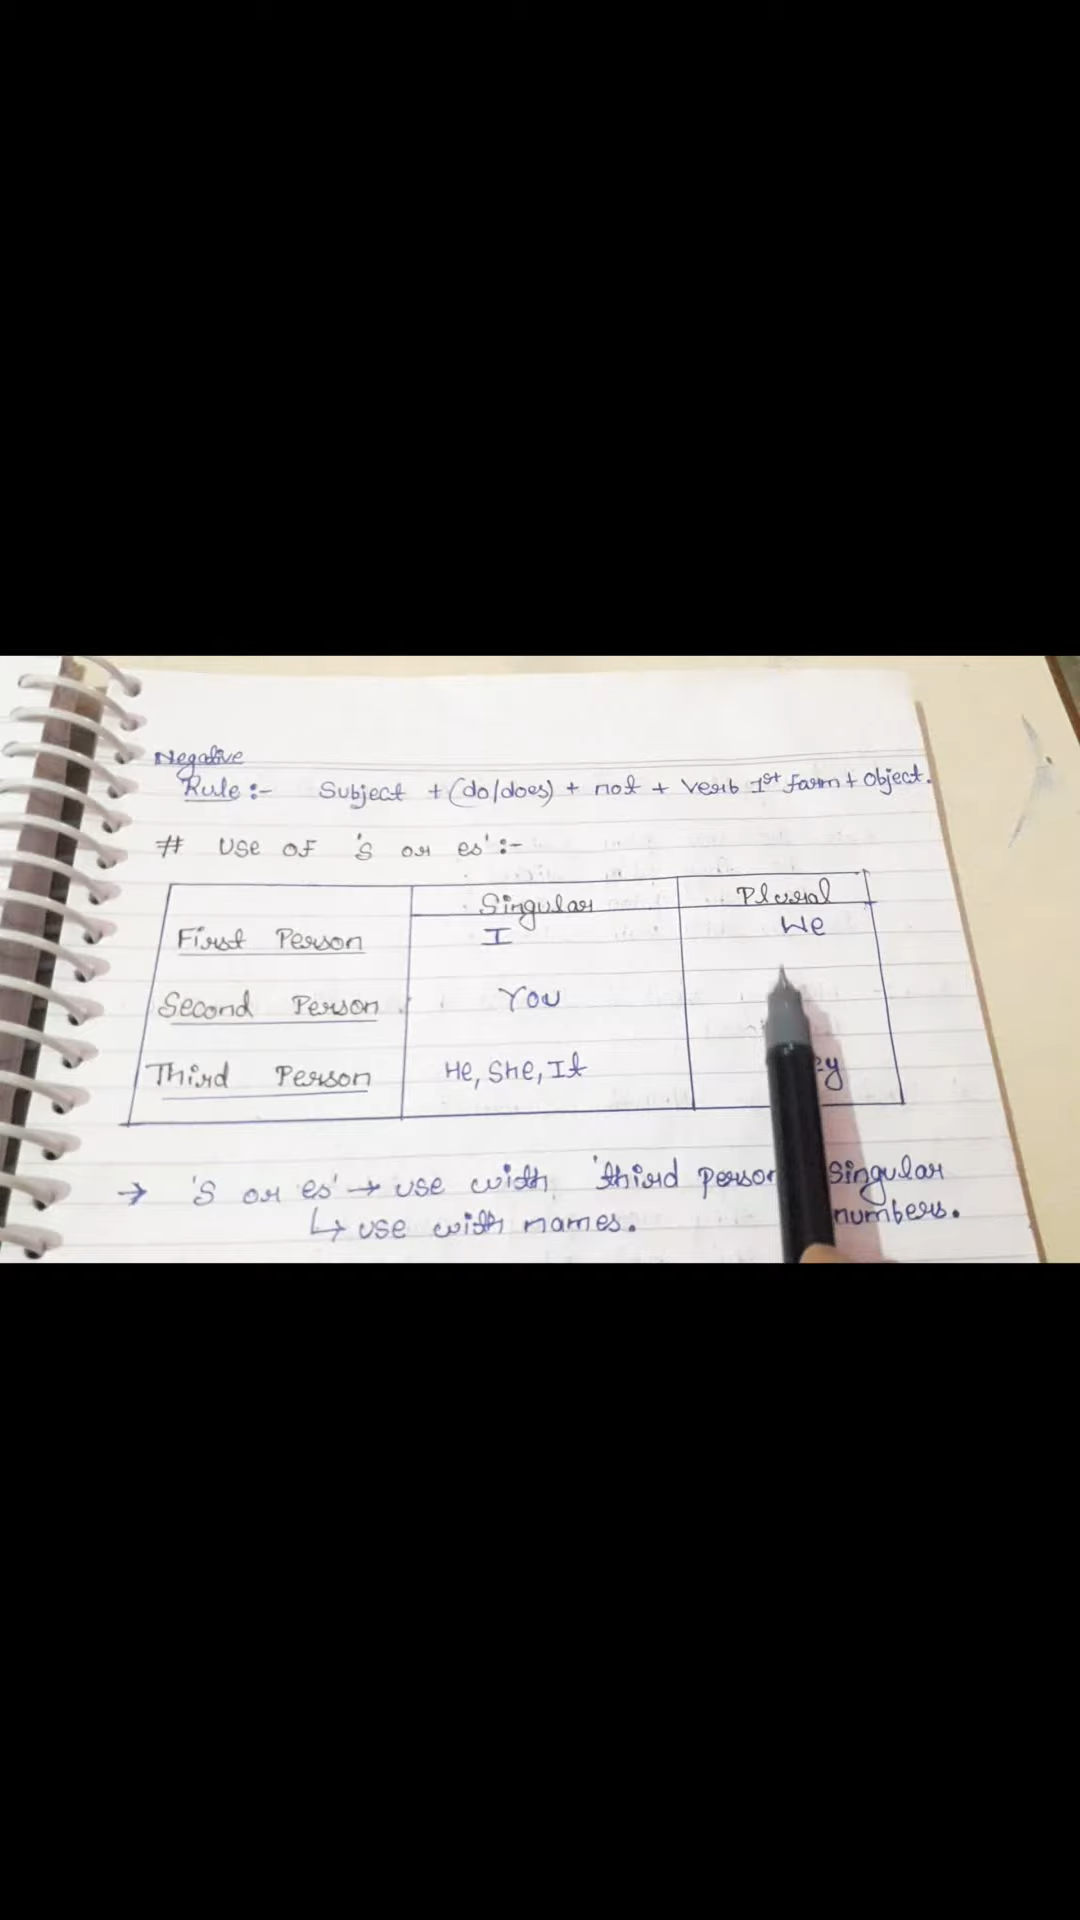 Negative
Rule:- Subject + (do/does) + not + Verb 1st farm + Object.
# Use OF 's or es':-
Singular Plural
First Person I We
Second Person You
Third Person He, She, It
→ 's or es' → use with 'third person singular
numbers.
↳ use with names.